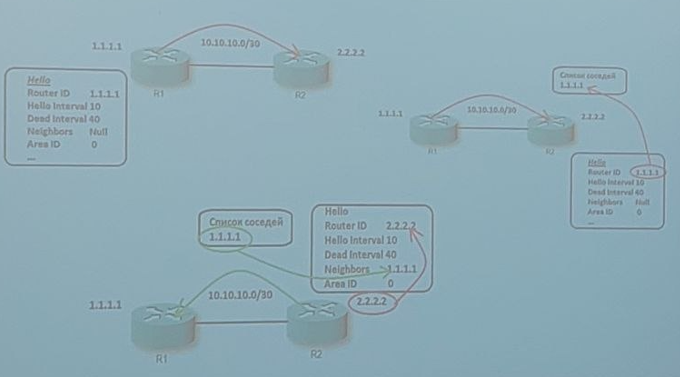 1.1.1.1
10.10.10.0/30
2.2.2.2
R1
R2
Hello
Router ID 1.1.1.1
Hello Interval 10
Dead Interval 40
Neighbors Null
Area ID 0
...
Список соседей
1.1.1.1
1.1.1.1
10.10.10.0/30
2.2.2.2
R1
R2
Hello
Router ID 1.1.1.1
Hello Interval 10
Dead Interval 40
Neighbors Null
Area ID 0
...
Список соседей
1.1.1.1
Hello
Router ID 2.2.2.2
Hello Interval 10
Dead Interval 40
Neighbors 1.1.1.1
Area ID 0
1.1.1.1
10.10.10.0/30
2.2.2.2
R1
R2